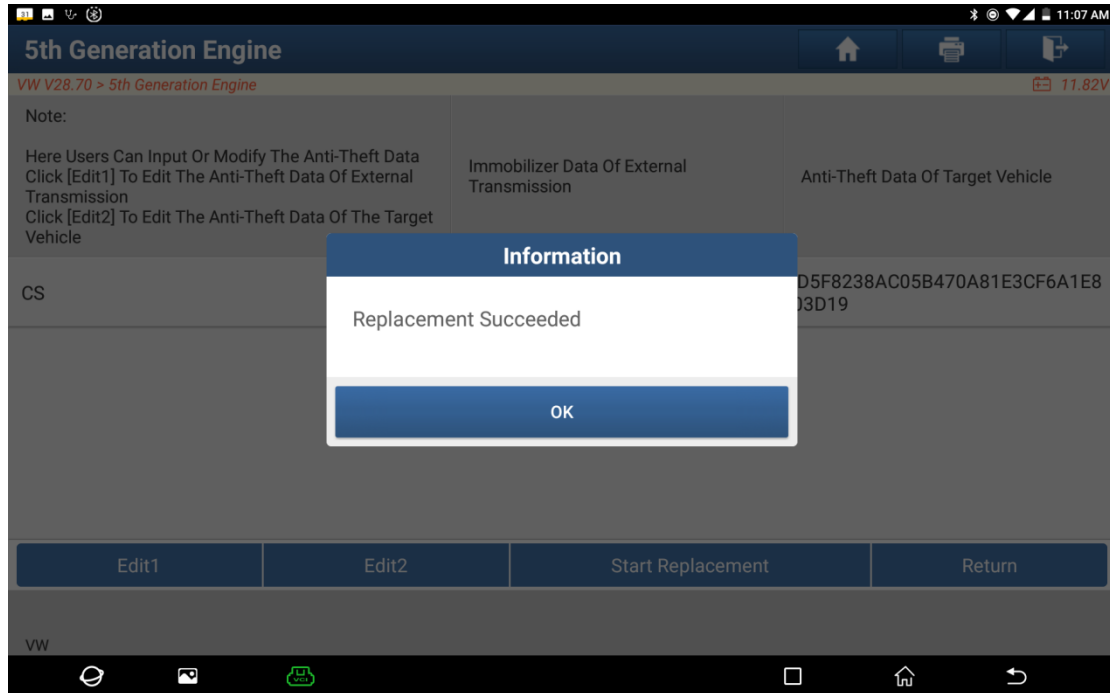 31
11:07 AM
5th Generation Engine
VW V28.70 > 5th Generation Engine
11.82V
Note:
Here Users Can Input Or Modify The Anti-Theft Data
Click [Edit1] To Edit The Anti-Theft Data Of External
Transmission
Click [Edit2] To Edit The Anti-Theft Data Of The Target
Vehicle
Immobilizer Data Of External
Transmission
Anti-Theft Data Of Target Vehicle
CS
D5F8238AC05B470A81E3CF6A1E8
03D19
Information
Replacement Succeeded
OK
Edit1
Edit2
Start Replacement
Return
VW
VCI